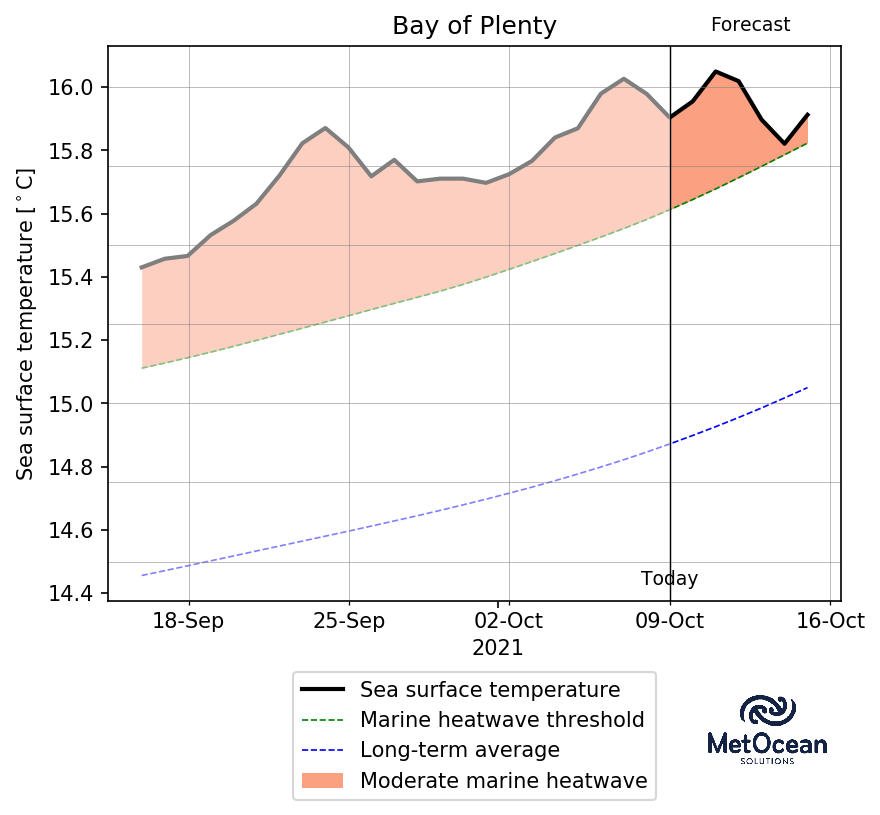 Bay of Plenty
Forecast
Sea surface temperature [°C]
16.0
15.8
15.6
15.4
15.2
15.0
14.8
14.6
14.4
Today
18-Sep
25-Sep
02-Oct
09-Oct
16-Oct
2021
Sea surface temperature
Marine heatwave threshold
Long-term average
Moderate marine heatwave
MetOcean
SOLUTIONS